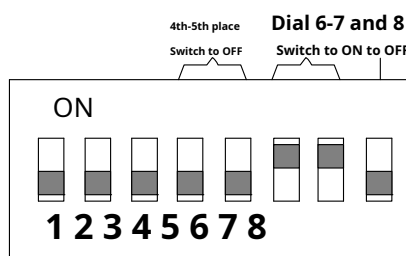 4th-5th place
Switch to OFF
Dial 6-7 and 8
Switch to ON to OFF
ON
1 2 3 4 5 6 7 8